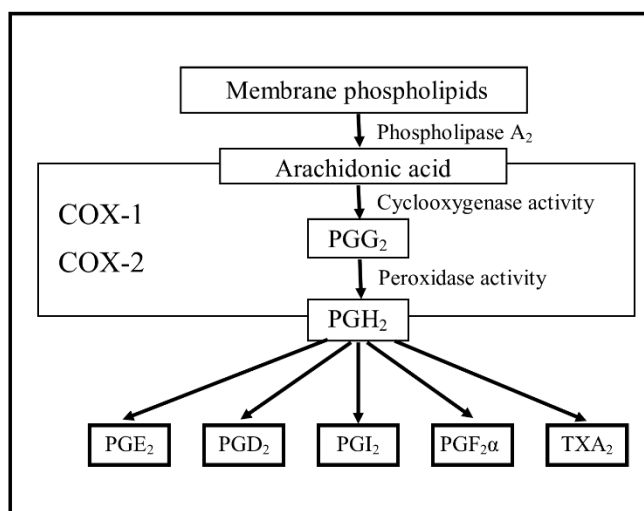 Membrane phospholipids
Phospholipase A₂
Arachidonic acid
Cyclooxygenase activity
COX-1
PGG₂
COX-2
Peroxidase activity
PGH₂
PGE₂
PGD₂
PGI₂
PGF₂α
TXA₂